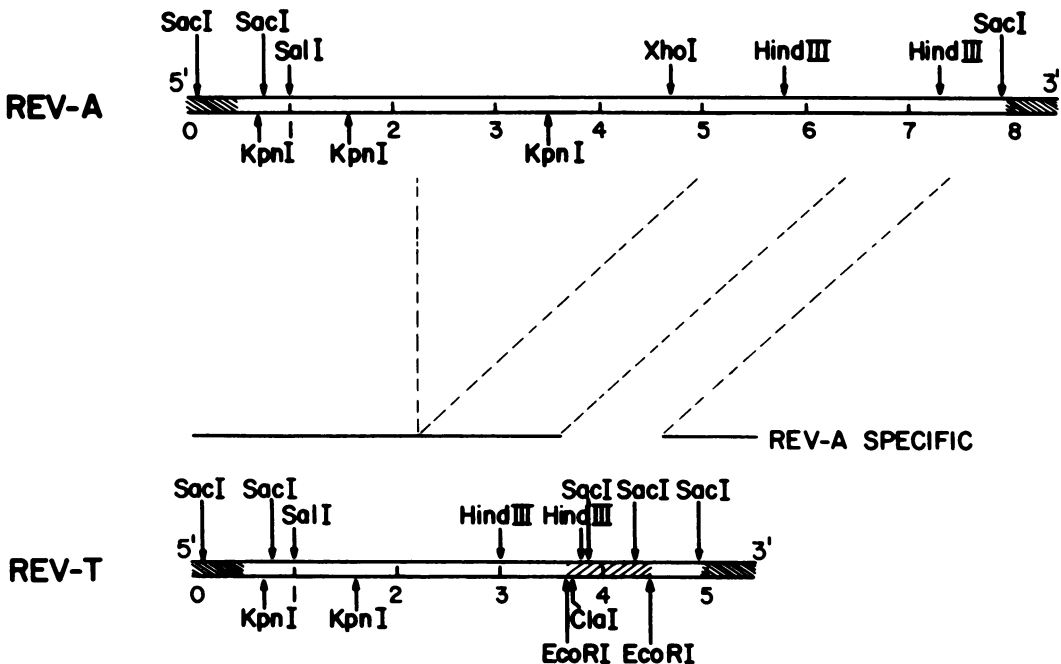 SacI SacI SalI XhoI HindIII HindIII SacI
5' 3'
REV-A
0 1 2 3 4 5 6 7 8
KpnI KpnI KpnI
REV-A SPECIFIC
SacI SacI SalI HindIII HindIII SacI SacI SacI
5' 3'
REV-T
0 1 2 3 4 5
KpnI KpnI ClaI
EcoRI EcoRI